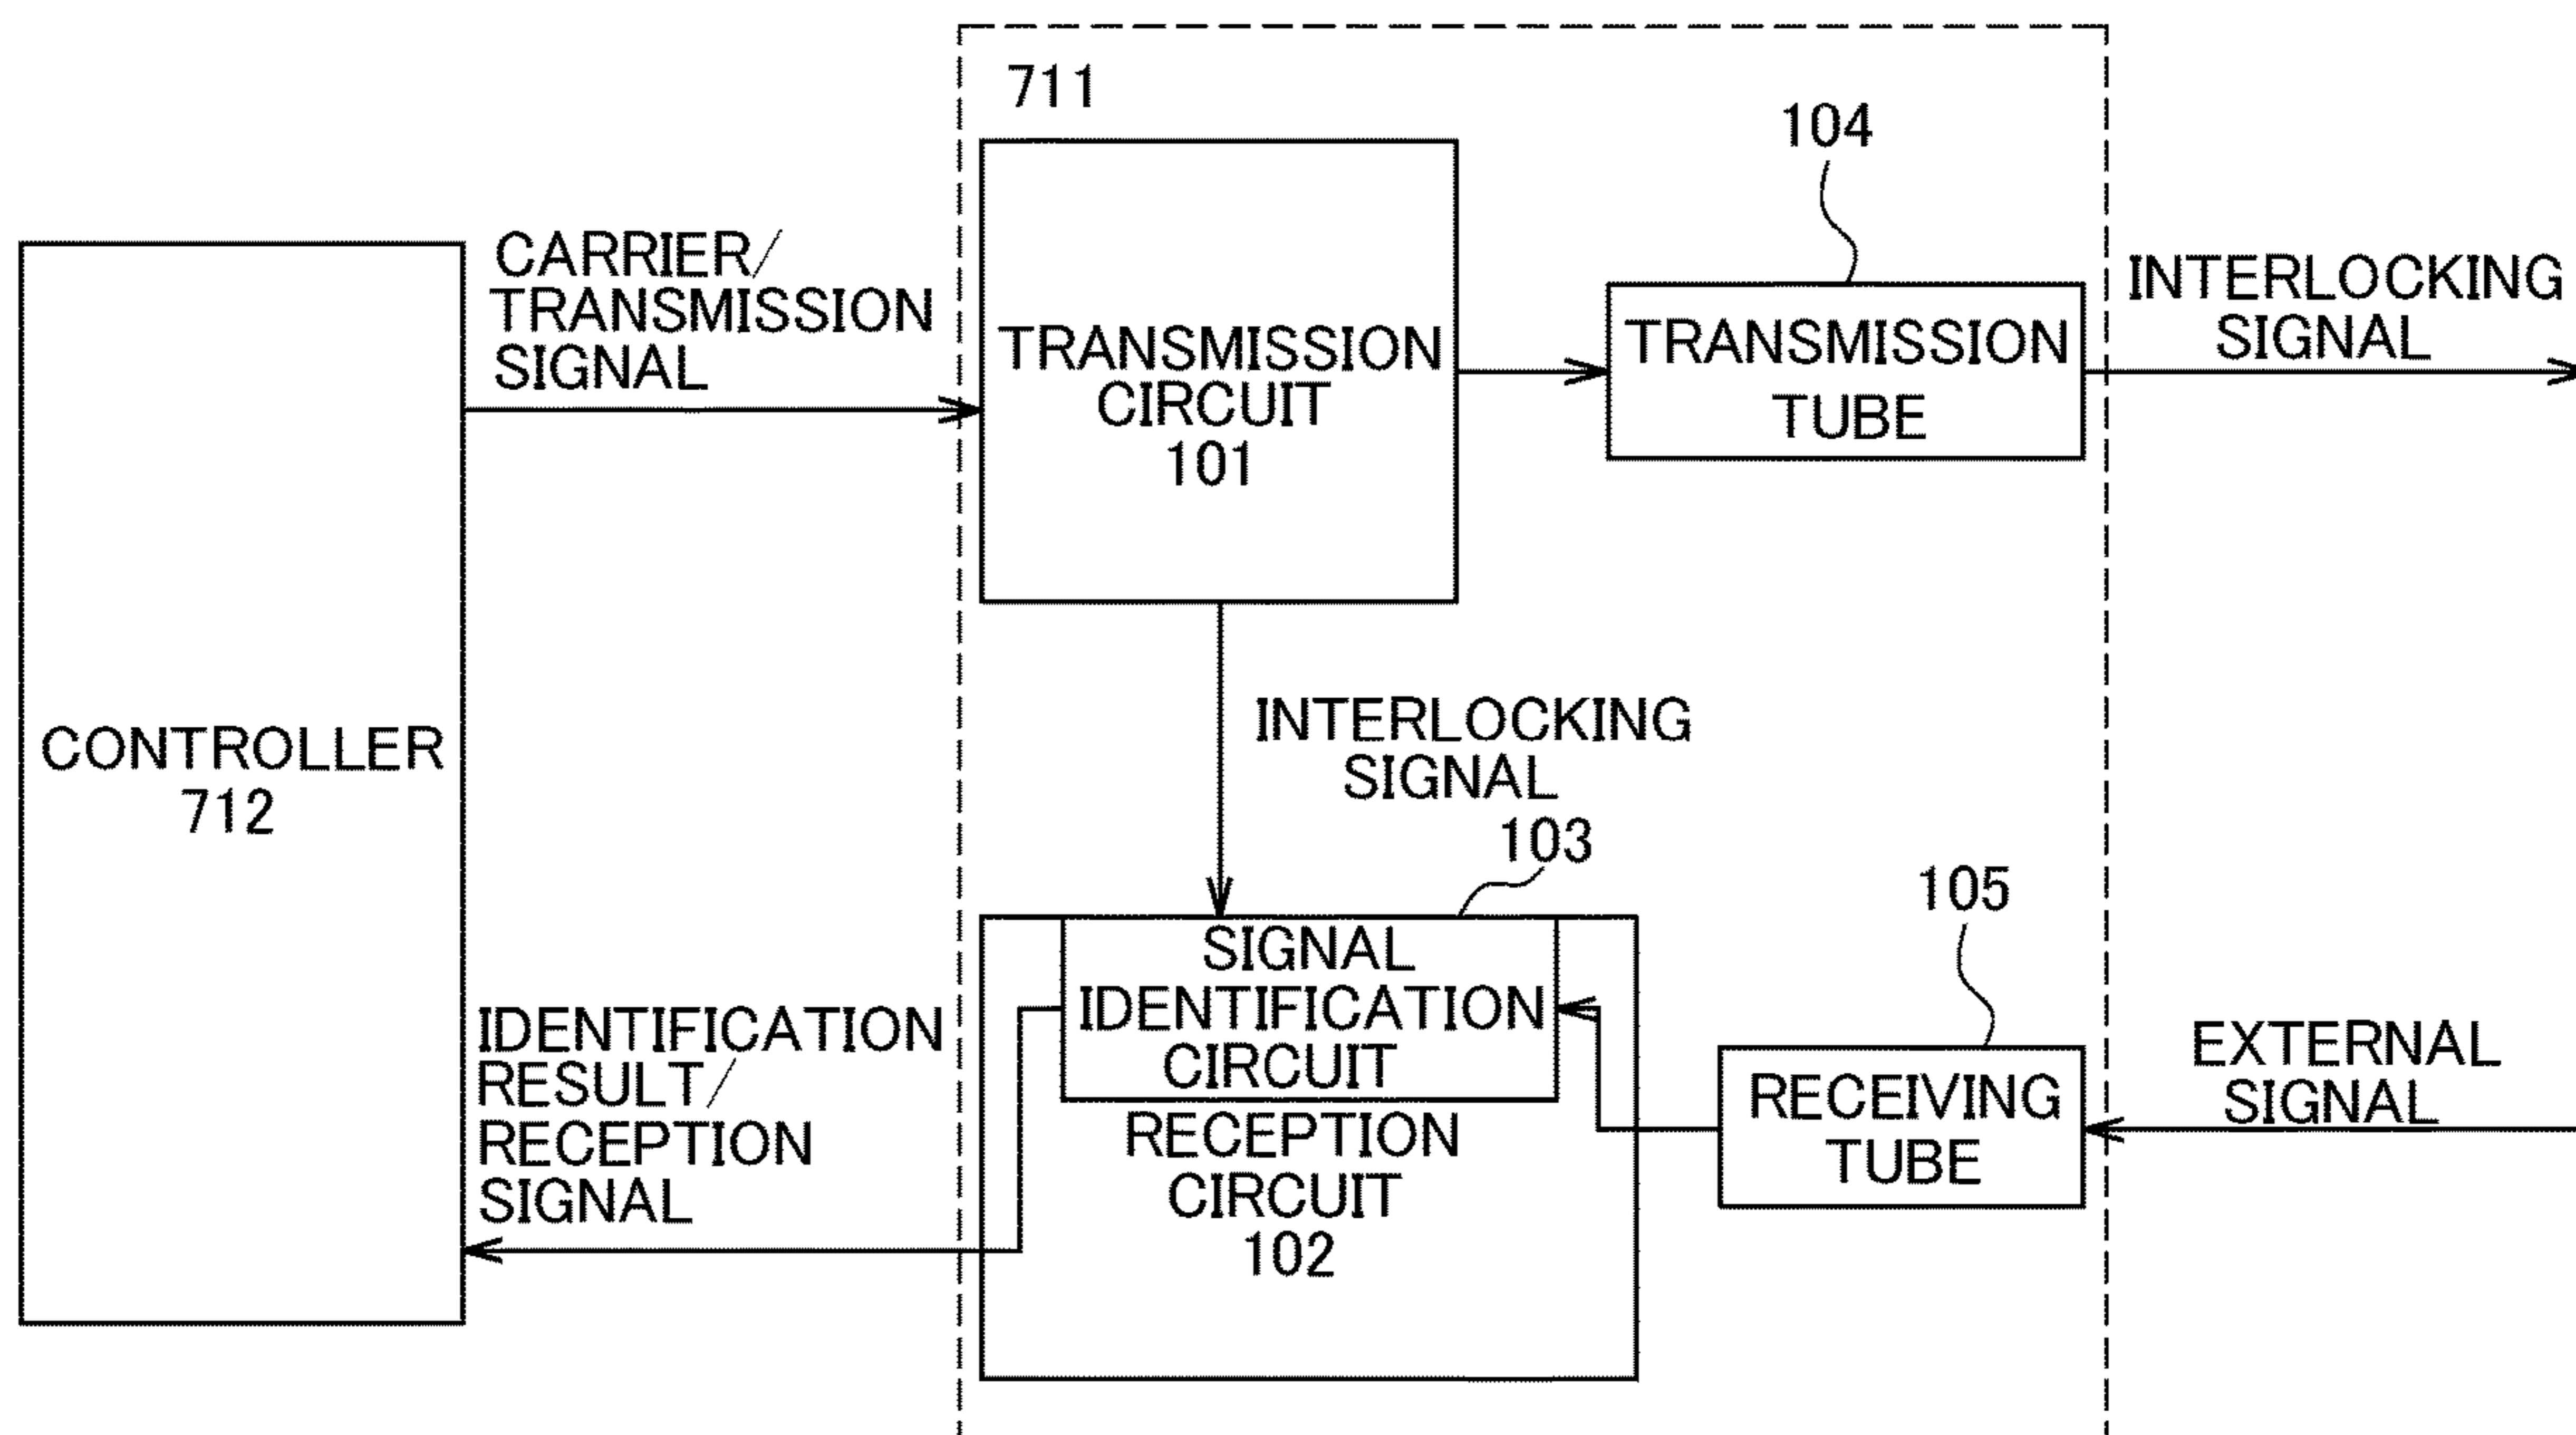 711
104
CARRIER/
TRANSMISSION
SIGNAL
TRANSMISSION
CIRCUIT
101
TRANSMISSION
TUBE
INTERLOCKING
SIGNAL
CONTROLLER
712
INTERLOCKING
SIGNAL
103
105
SIGNAL
IDENTIFICATION
CIRCUIT
RECEPTION
CIRCUIT
102
IDENTIFICATION
RESULT/
RECEPTION
SIGNAL
RECEIVING
TUBE
EXTERNAL
SIGNAL